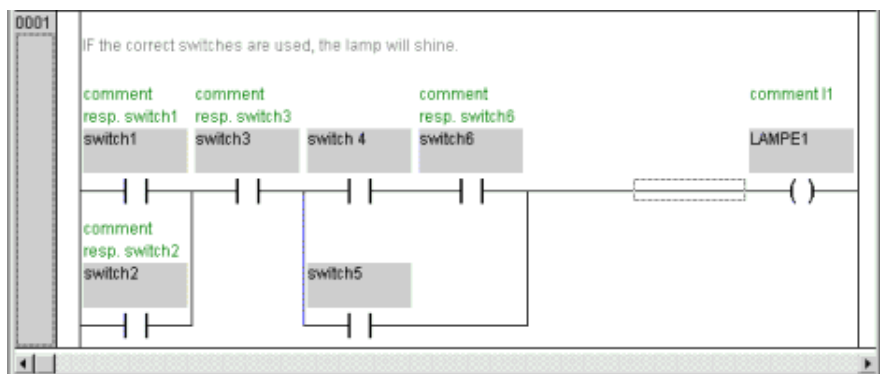 0001
IF the correct switches are used, the lamp will shine.
comment comment comment comment l1
resp. switch1 resp. switch3 resp. switch6
switch1 switch3 switch 4 switch6 LAMPE1
comment
resp. switch2
switch2 switch5